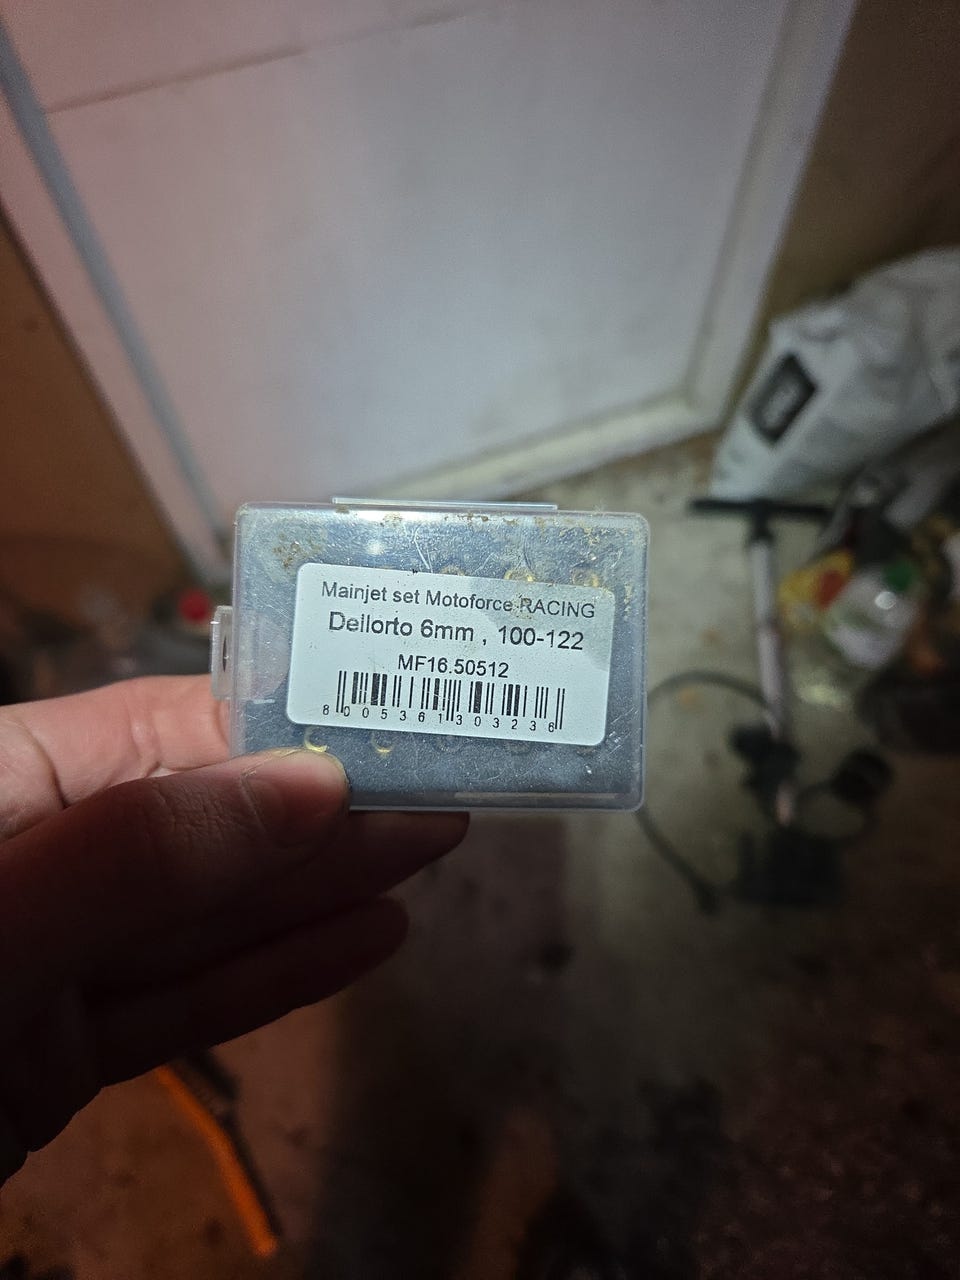 Mainjet set Motoforce RACING
Dellorto 6mm , 100-122
MF16.50512
8005361303236